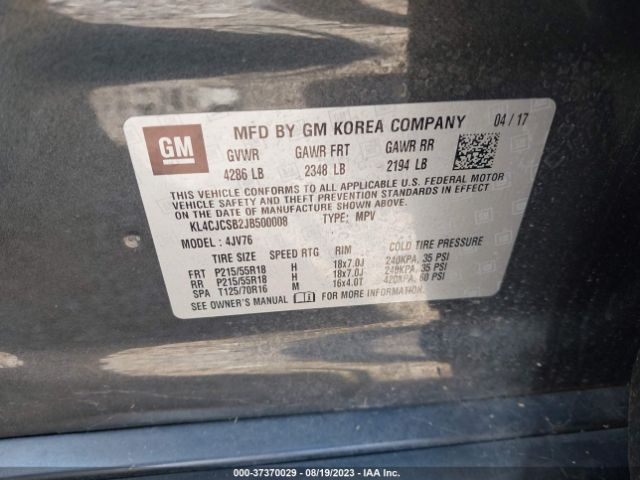 GM
MFD BY GM KOREA COMPANY 04 / 17
GVWR GAWR FRT GAWR RR
4286 LB 2348 LB 2194 LB
THIS VEHICLE CONFORMS TO ALL APPLICABLE U.S. FEDERAL MOTOR
VEHICLE SAFETY AND THEFT PREVENTION STANDARDS IN EFFECT ON
THE DATE OF MANUFACTURE SHOWN ABOVE.
KL4CJCSB2JB500008 TYPE: MPV
MODEL: 4JV76
TIRE SIZE SPEED RTG RIM COLD TIRE PRESSURE
FRT P215/55R18 H 18x7.0J 240KPA, 35 PSI
RR P215/55R18 H 18x7.0J 240KPA, 35 PSI
SPA T125/70R16 M 16x4.0T 420KPA, 60 PSI
SEE OWNER'S MANUAL FOR MORE INFORMATION.
000-37370029 - 08/19/2023 - IAA Inc.